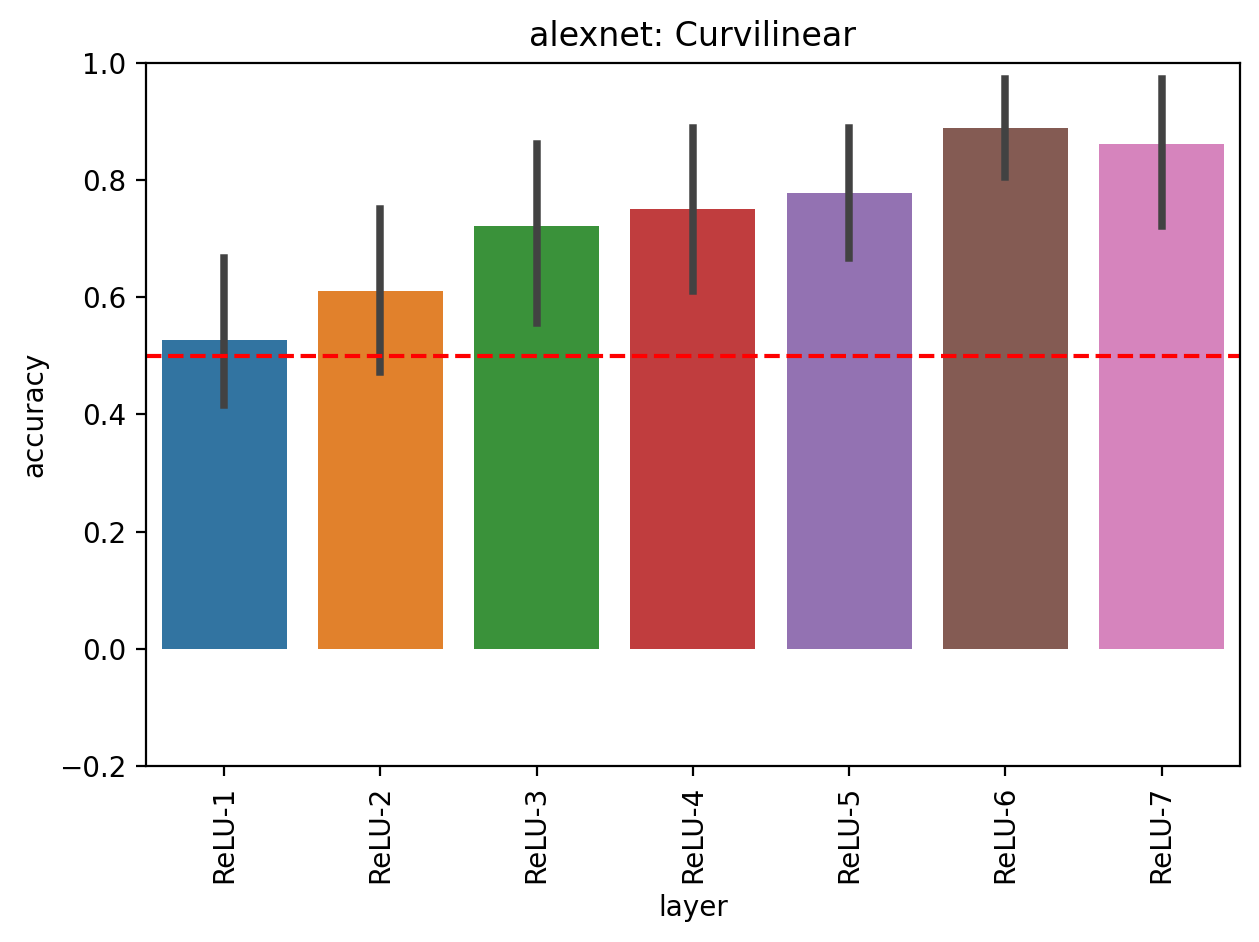 alexnet: Curvilinear
1.0
0.8
0.6
0.4
0.2
0.0
−0.2
accuracy
ReLU-1
ReLU-2
ReLU-3
ReLU-4
ReLU-5
ReLU-6
ReLU-7
layer